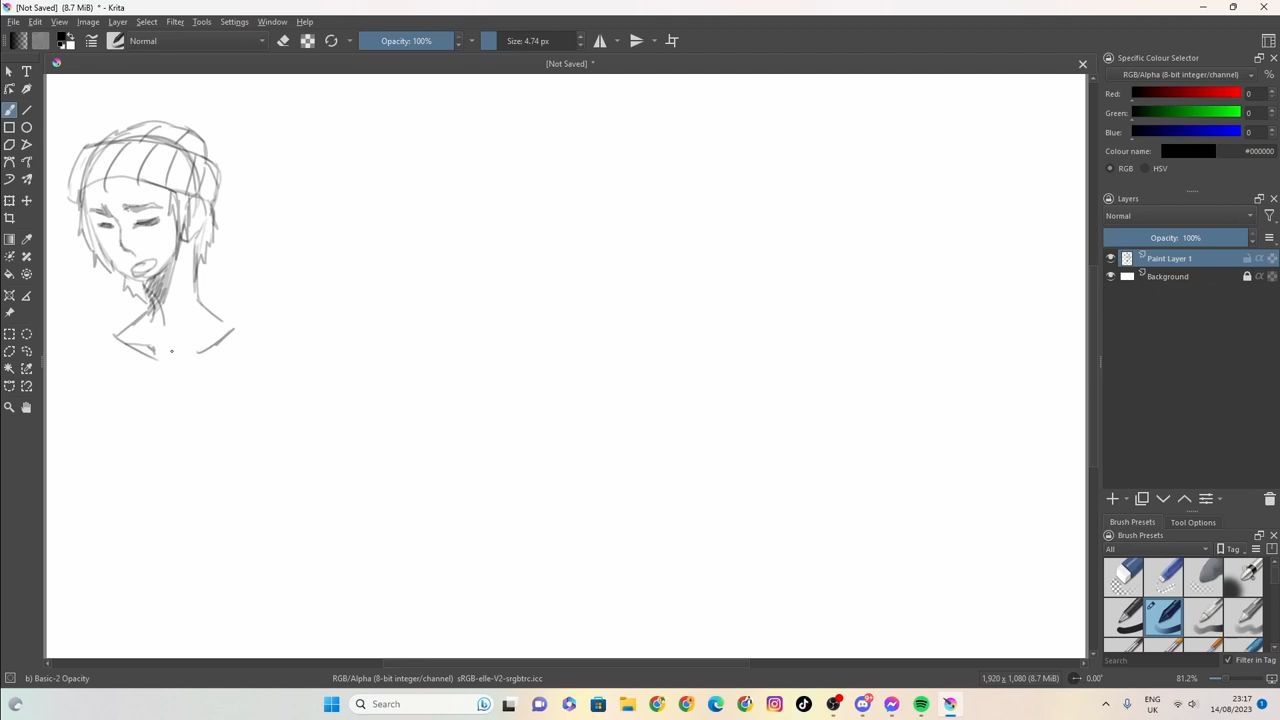 [Not Saved]  (8.7 MiB)  * - Krita
File Edit View Image Layer Select Filter Tools Settings Window Help
Normal Opacity: 100% Size: 4.74 px
[Not Saved]  *
Specific Colour Selector
RGB/Alpha (8-bit integer/channel) %
Red: 0
Green: 0
Blue: 0
Colour name: #000000
RGB HSV
Layers
Normal
Opacity:  100%
Paint Layer 1
Background
Brush Presets Tool Options
Brush Presets
All Tag
Search Filter in Tag
b) Basic-2 Opacity RGB/Alpha (8-bit integer/channel)  sRGB-elle-V2-srgbtrc.icc 1,920 x 1,080 (8.7 MiB) 0.00° 81.2%
Search 9+ ENG 23:17
UK 14/08/2023